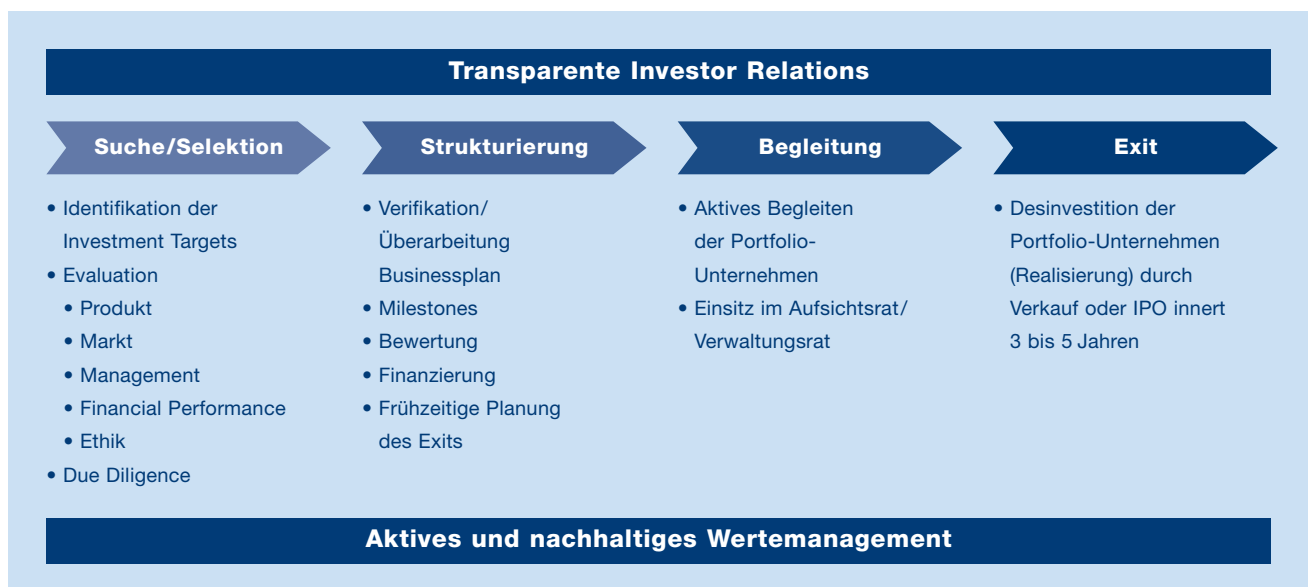 Transparente Investor Relations
Suche/Selektion
• Identifikation der
Investment Targets
• Evaluation
• Produkt
• Markt
• Management
• Financial Performance
• Ethik
• Due Diligence
Strukturierung
• Verifikation/
Überarbeitung
Businessplan
• Milestones
• Bewertung
• Finanzierung
• Frühzeitige Planung
des Exits
Begleitung
• Aktives Begleiten
der Portfolio-
Unternehmen
• Einsitz im Aufsichtsrat/
Verwaltungsrat
Exit
• Desinvestition der
Portfolio-Unternehmen
(Realisierung) durch
Verkauf oder IPO innert
3 bis 5 Jahren
Aktives und nachhaltiges Wertemanagement